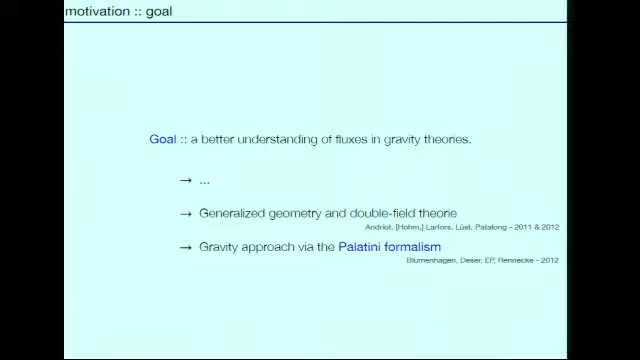 motivation :: goal
Goal :: a better understanding of fluxes in gravity theories.
→ ...
→ Generalized geometry and double-field theorie
Andriot, [Hohm,] Larfors, Lüst, Patalong - 2011 & 2012
→ Gravity approach via the Palatini formalism
Blumenhagen, Deser, EP, Rennecke - 2012